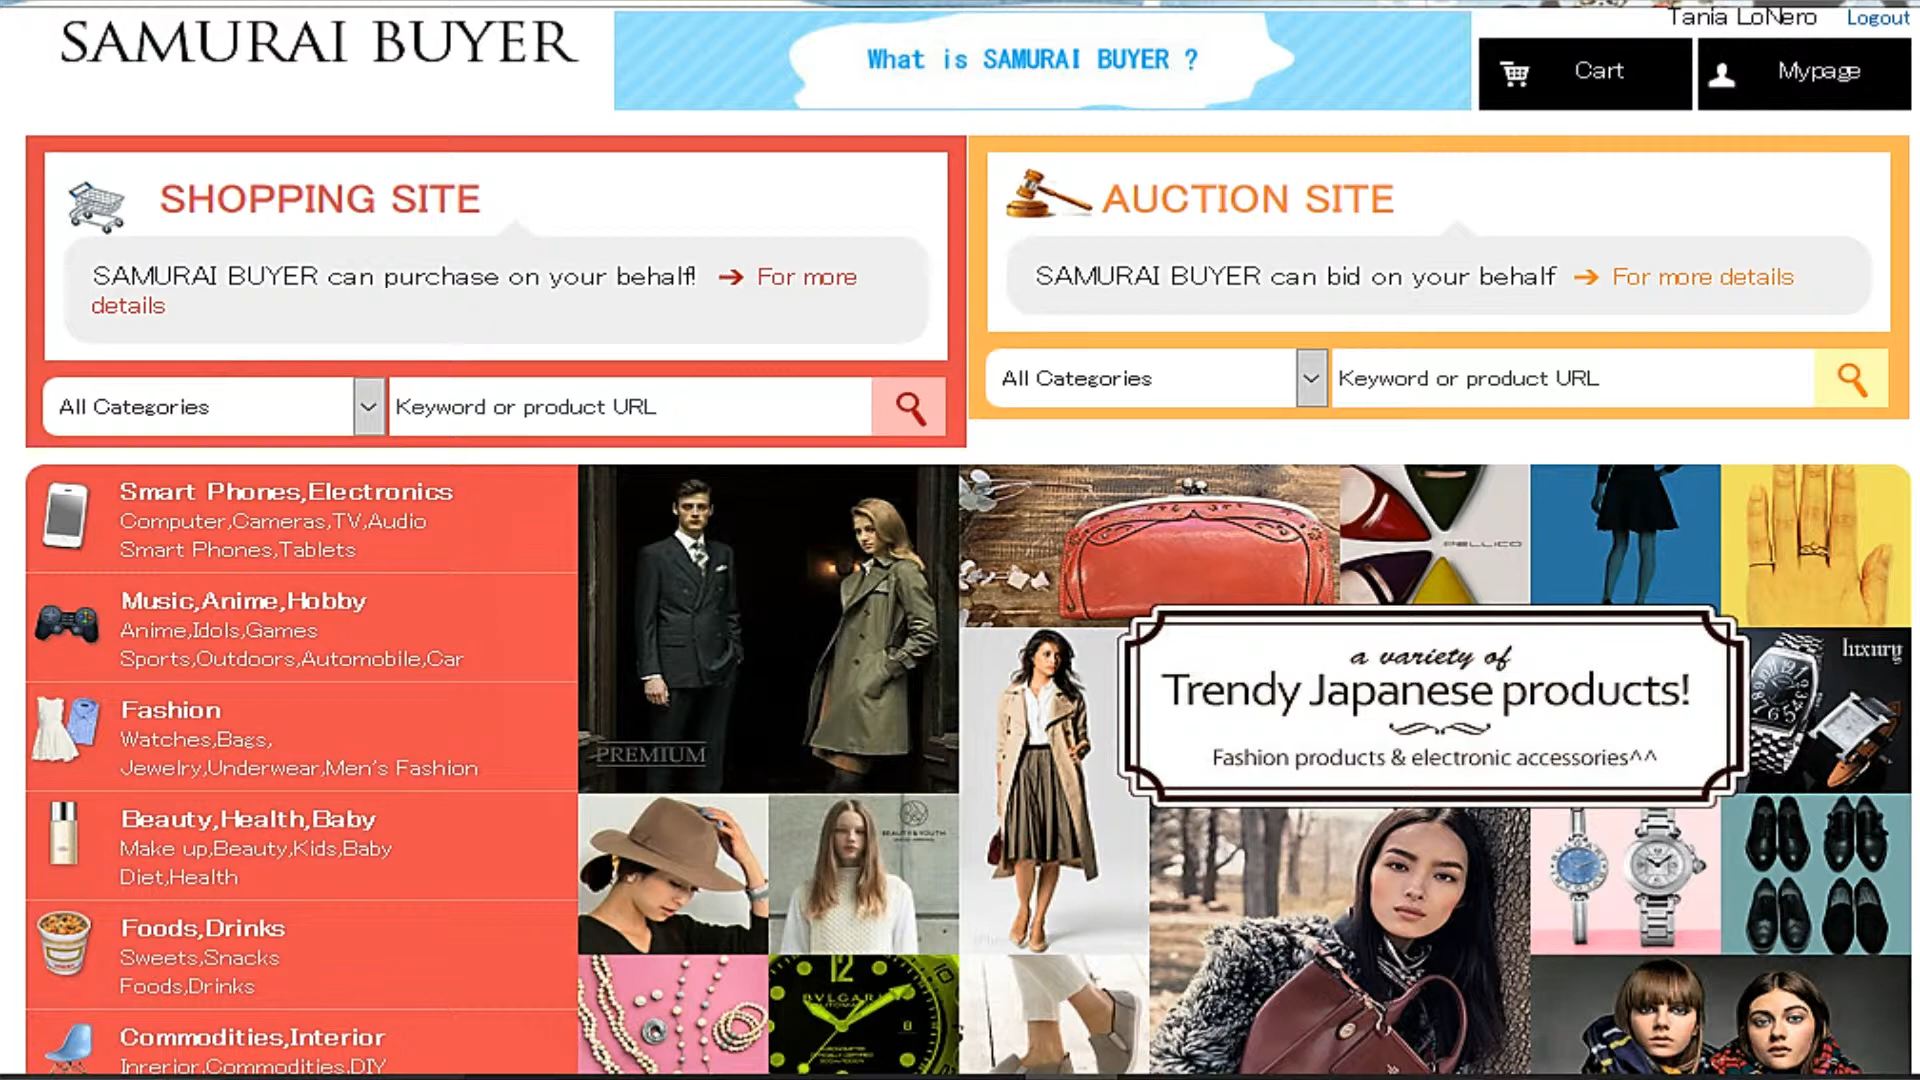 SAMURAI BUYER
What is SAMURAI BUYER ?
Tania LoNero Logout
Cart
Mypage
SHOPPING SITE
SAMURAI BUYER can purchase on your behalf! → For more
details
All Categories
Keyword or product URL
AUCTION SITE
SAMURAI BUYER can bid on your behalf → For more details
All Categories
Keyword or product URL
Smart Phones,Electronics
Computer,Cameras,TV,Audio
Smart Phones,Tablets
Music,Anime,Hobby
Anime,Idols,Games
Sports,Outdoors,Automobile,Car
Fashion
Watches,Bags,
Jewelry,Underwear,Men's Fashion
Beauty,Health,Baby
Make up,Beauty,Kids,Baby
Diet,Health
Foods,Drinks
Sweets,Snacks
Foods,Drinks
Commodities,Interior
Inrerior,Commodities,DIY
PREMIUM
PELLICO
luxury
a variety of
Trendy Japanese products!
Fashion products & electronic accessories^^
BEAUTY & YOUTH
12
BVLGARI
10
8